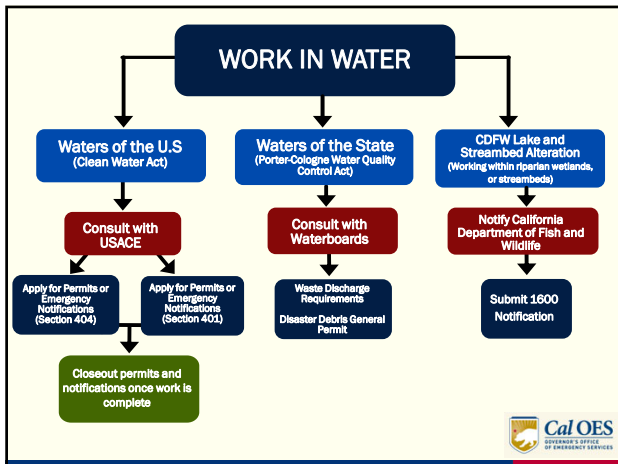 WORK IN WATER
Waters of the U.S
(Clean Water Act)
Waters of the State
(Porter-Cologne Water Quality
Control Act)
CDFW Lake and
Streambed Alteration
(Working within riparian wetlands,
or streambeds)
Consult with
USACE
Consult with
Waterboards
Notify California
Department of Fish and
Wildlife
Apply for Permits or
Emergency
Notifications
(Section 404)
Apply for Permits or
Emergency
Notifications
(Section 401)
Waste Discharge
Requirements
Disaster Debris General
Permit
Submit 1600
Notification
Closeout permits and
notifications once work is
complete
Cal OES
GOVERNOR'S OFFICE
OF EMERGENCY SERVICES